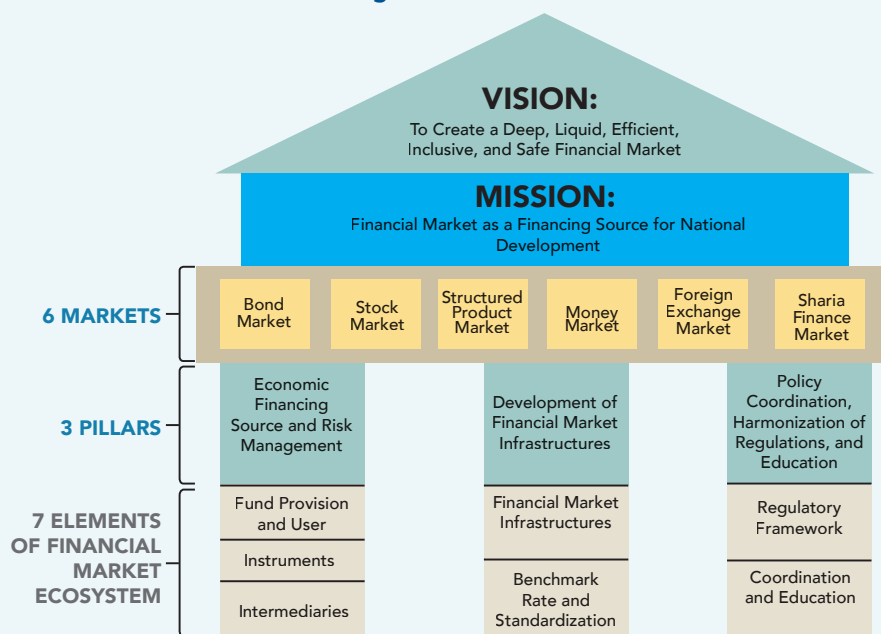 VISION:
To Create a Deep, Liquid, Efficient,
Inclusive, and Safe Financial Market
MISSION:
Financial Market as a Financing Source for National
Development
6 MARKETS
Bond
Market
Stock
Market
Structured
Product
Market
Money
Market
Foreign
Exchange
Market
Sharia
Finance
Market
3 PILLARS
Economic
Financing
Source and Risk
Management
Development of
Financial Market
Infrastructures
Policy
Coordination,
Harmonization of
Regulations, and
Education
7 ELEMENTS
OF FINANCIAL
MARKET
ECOSYSTEM
Fund Provision
and User
Instruments
Intermediaries
Financial Market
Infrastructures
Benchmark
Rate and
Standardization
Regulatory
Framework
Coordination
and Education